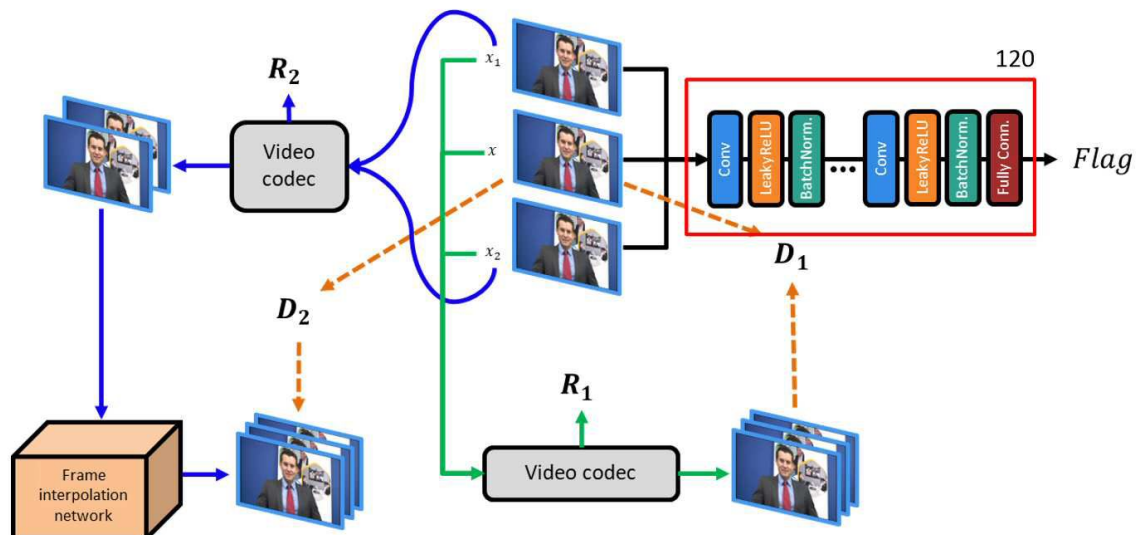 120
x₁
R₂
Video
codec
Conv
LeakyReLU
BatchNorm.
•••
Conv
LeakyReLU
BatchNorm.
Fully Conn.
Flag
x
x₂
D₁
D₂
R₁
Frame
interpolation
network
Video codec